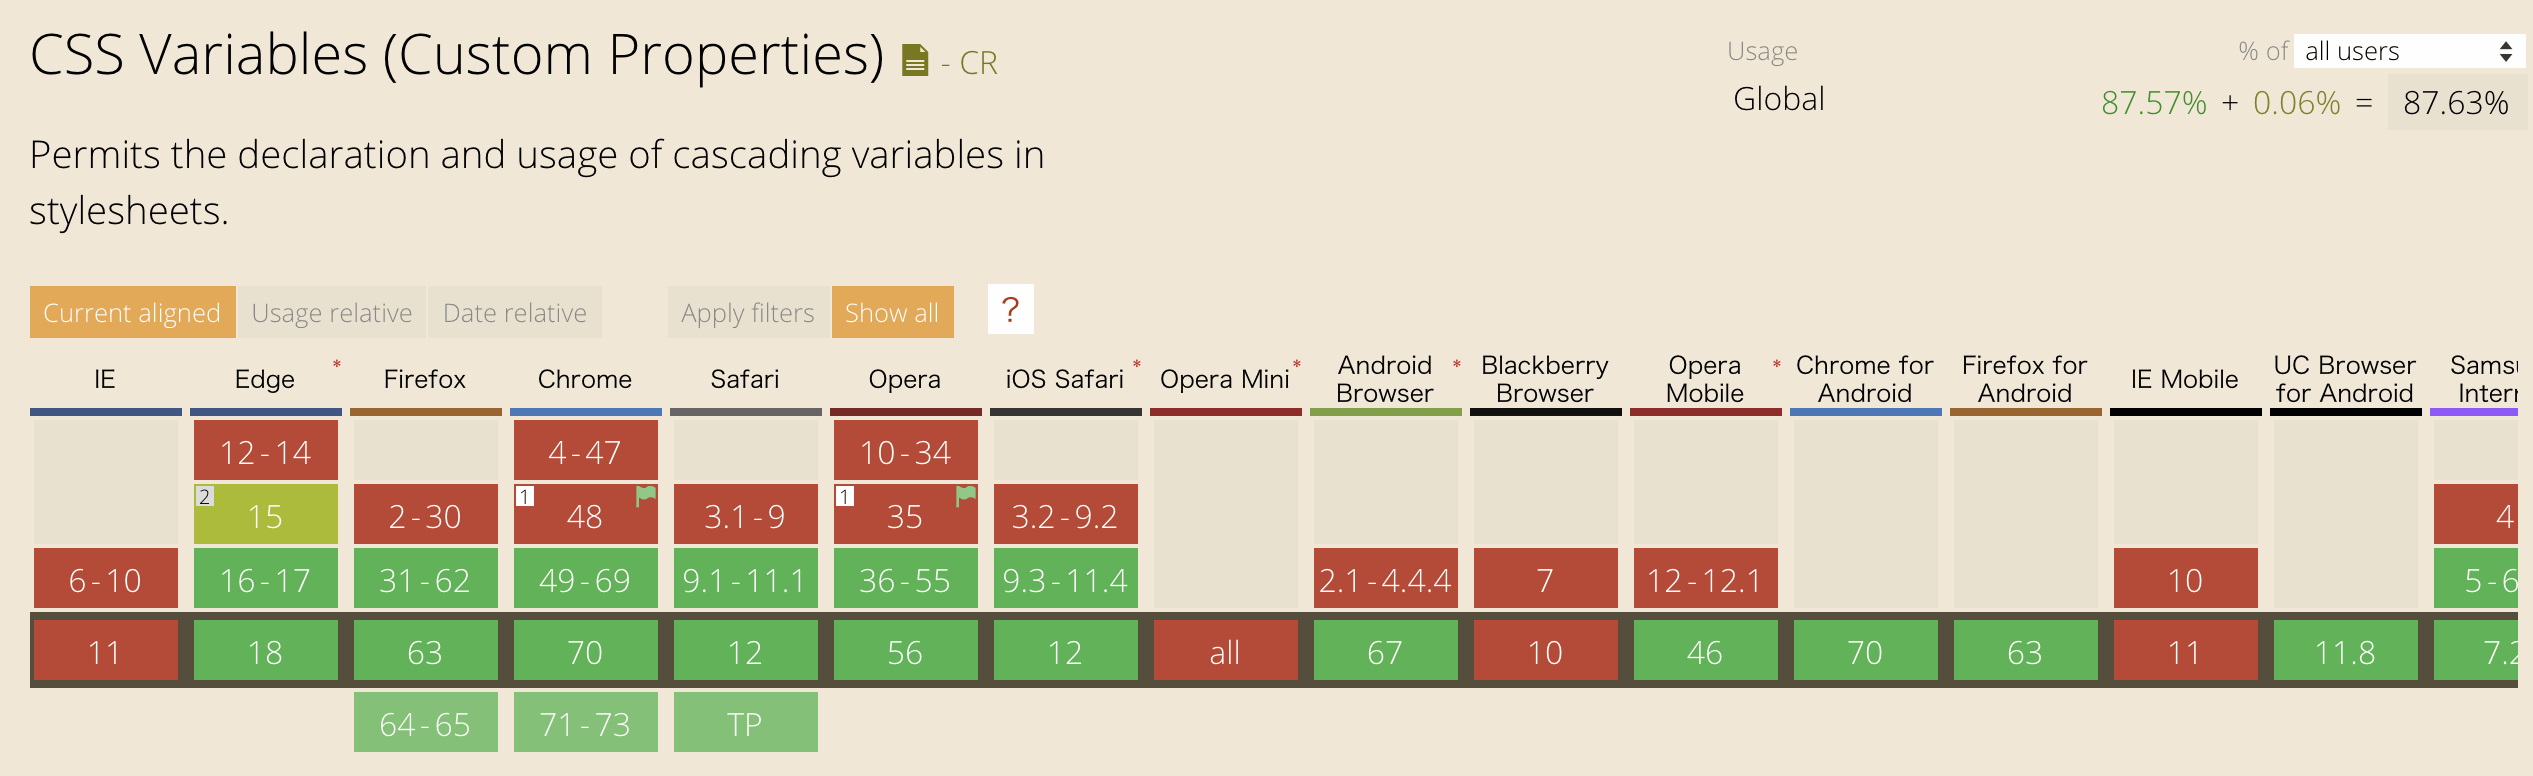 CSS Variables (Custom Properties) - CR
Usage % of all users
Global 87.57% + 0.06% = 87.63%
Permits the declaration and usage of cascading variables in
stylesheets.
Current aligned Usage relative Date relative Apply filters Show all ?
IE Edge * Firefox Chrome Safari Opera iOS Safari * Opera Mini * Android Browser * Blackberry Browser Opera Mobile * Chrome for Android Firefox for Android IE Mobile UC Browser for Android
12-14 4-47 10-34
2 15 2-30 1 48 3.1-9 1 35 3.2-9.2 4
6-10 16-17 31-62 49-69 9.1-11.1 36-55 9.3-11.4 2.1-4.4.4 7 12-12.1 10 5-6
11 18 63 70 12 56 12 all 67 10 46 70 63 11 11.8 7.2
64-65 71-73 TP